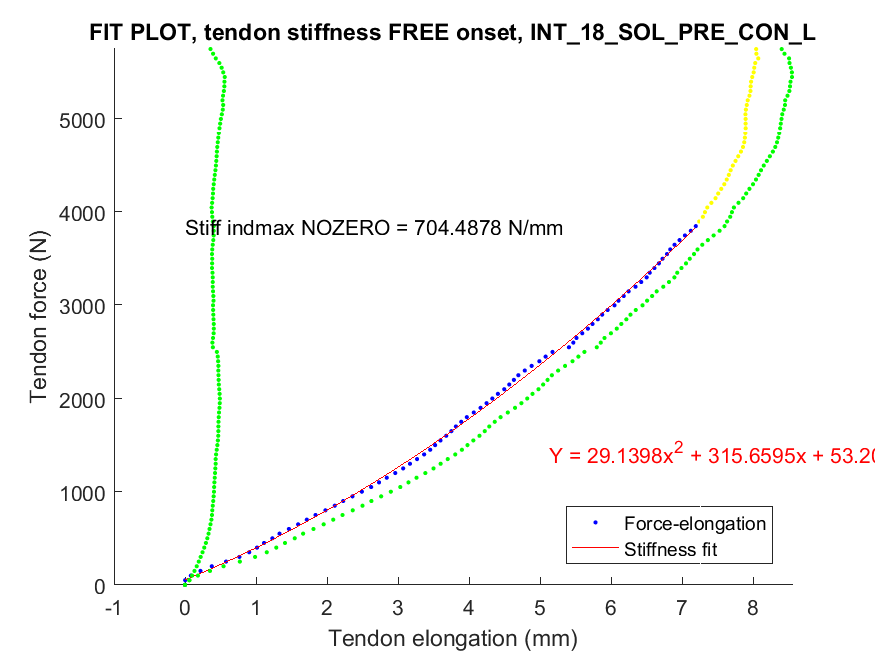 FIT PLOT, tendon stiffness FREE onset, INT_18_SOL_PRE_CON_L
5000
Stiff indmax NOZERO = 704.4878 N/mm
4000
Tendon force (N)
3000
2000
Y = 29.1398x² + 315.6595x + 53.20
1000
Force-elongation
Stiffness fit
0
-1 0 1 2 3 4 5 6 7 8
Tendon elongation (mm)